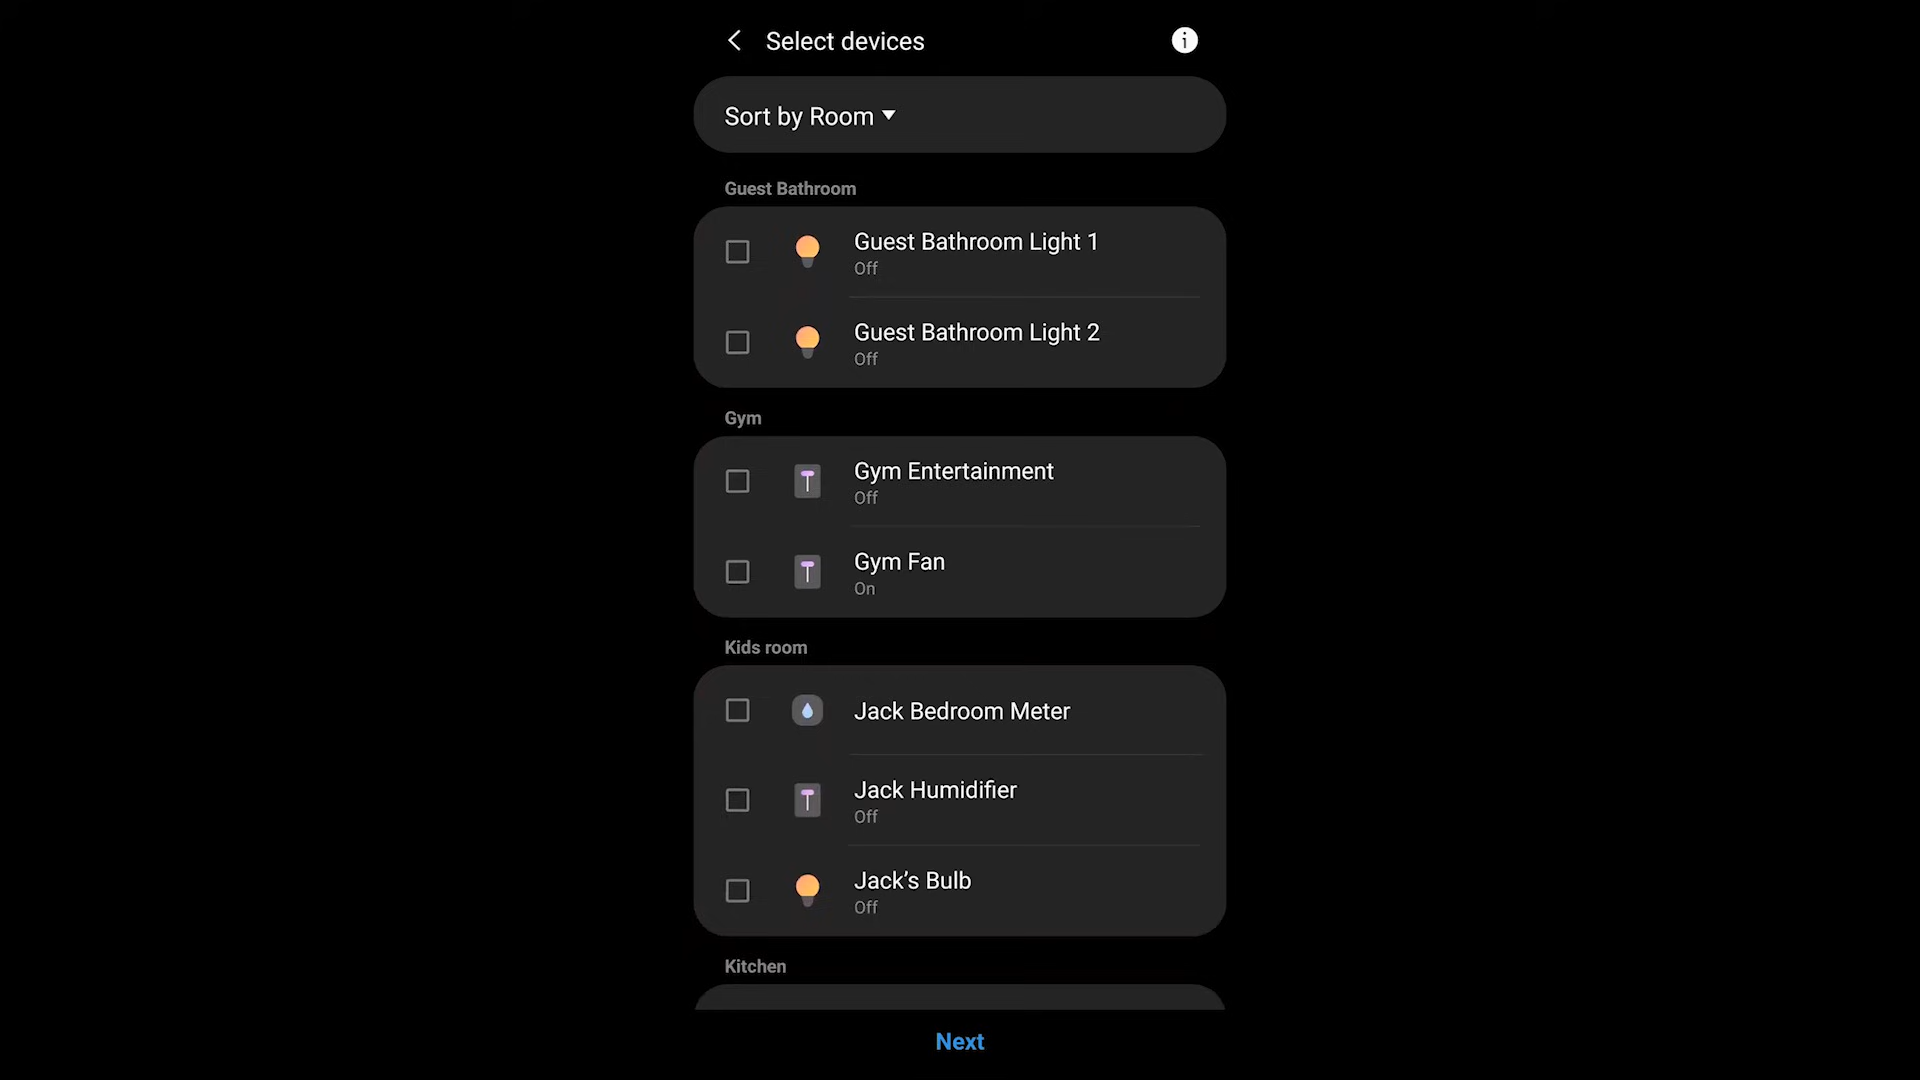 Select devices
Sort by Room
Guest Bathroom
Guest Bathroom Light 1
Off
Guest Bathroom Light 2
Off
Gym
Gym Entertainment
Off
Gym Fan
On
Kids room
Jack Bedroom Meter
Jack Humidifier
Off
Jack’s Bulb
Off
Kitchen
Next